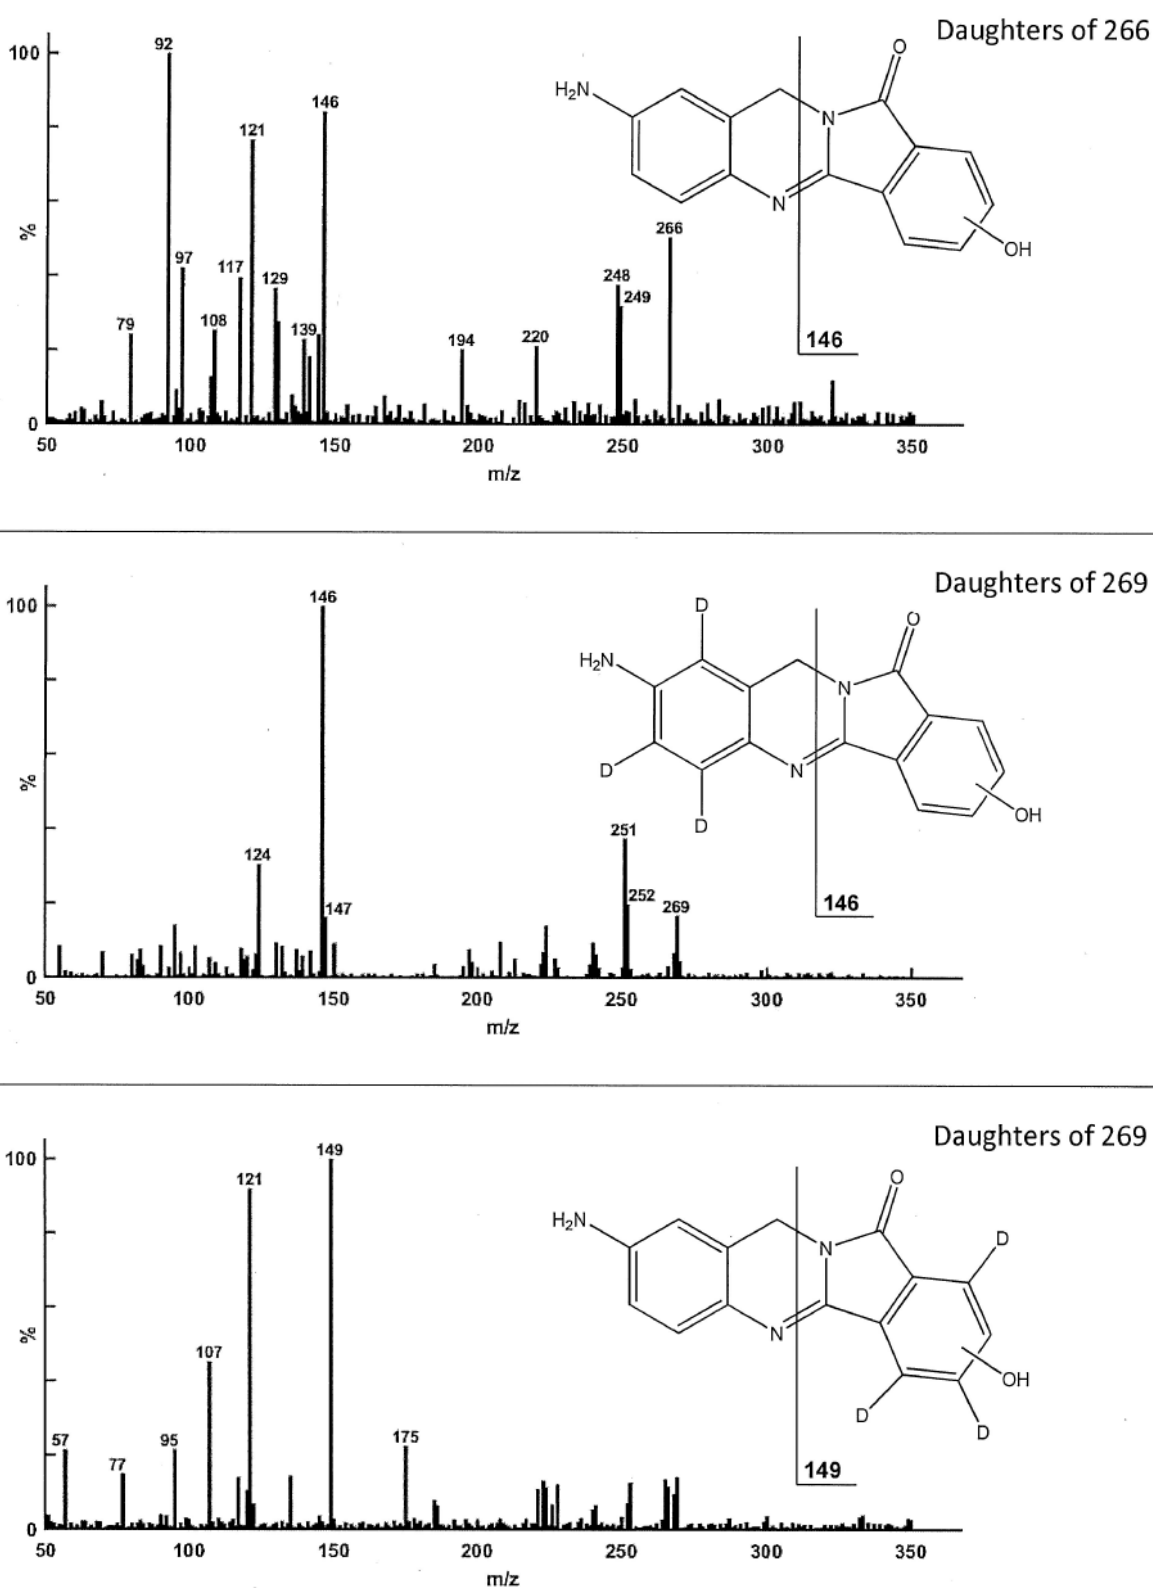 Daughters of 266
100
%
0
92
97
79
108
117
121
129
139
146
194
220
248
249
266
H₂N
N
N
O
OH
146
50 100 150 200 250 300 350
m/z
Daughters of 269
100
%
0
124
146
147
251
252
269
D
H₂N
D
D
N
N
O
OH
146
50 100 150 200 250 300 350
m/z
Daughters of 269
100
%
0
57
77
95
107
121
149
175
H₂N
N
N
O
D
OH
D
D
149
50 100 150 200 250 300 350
m/z